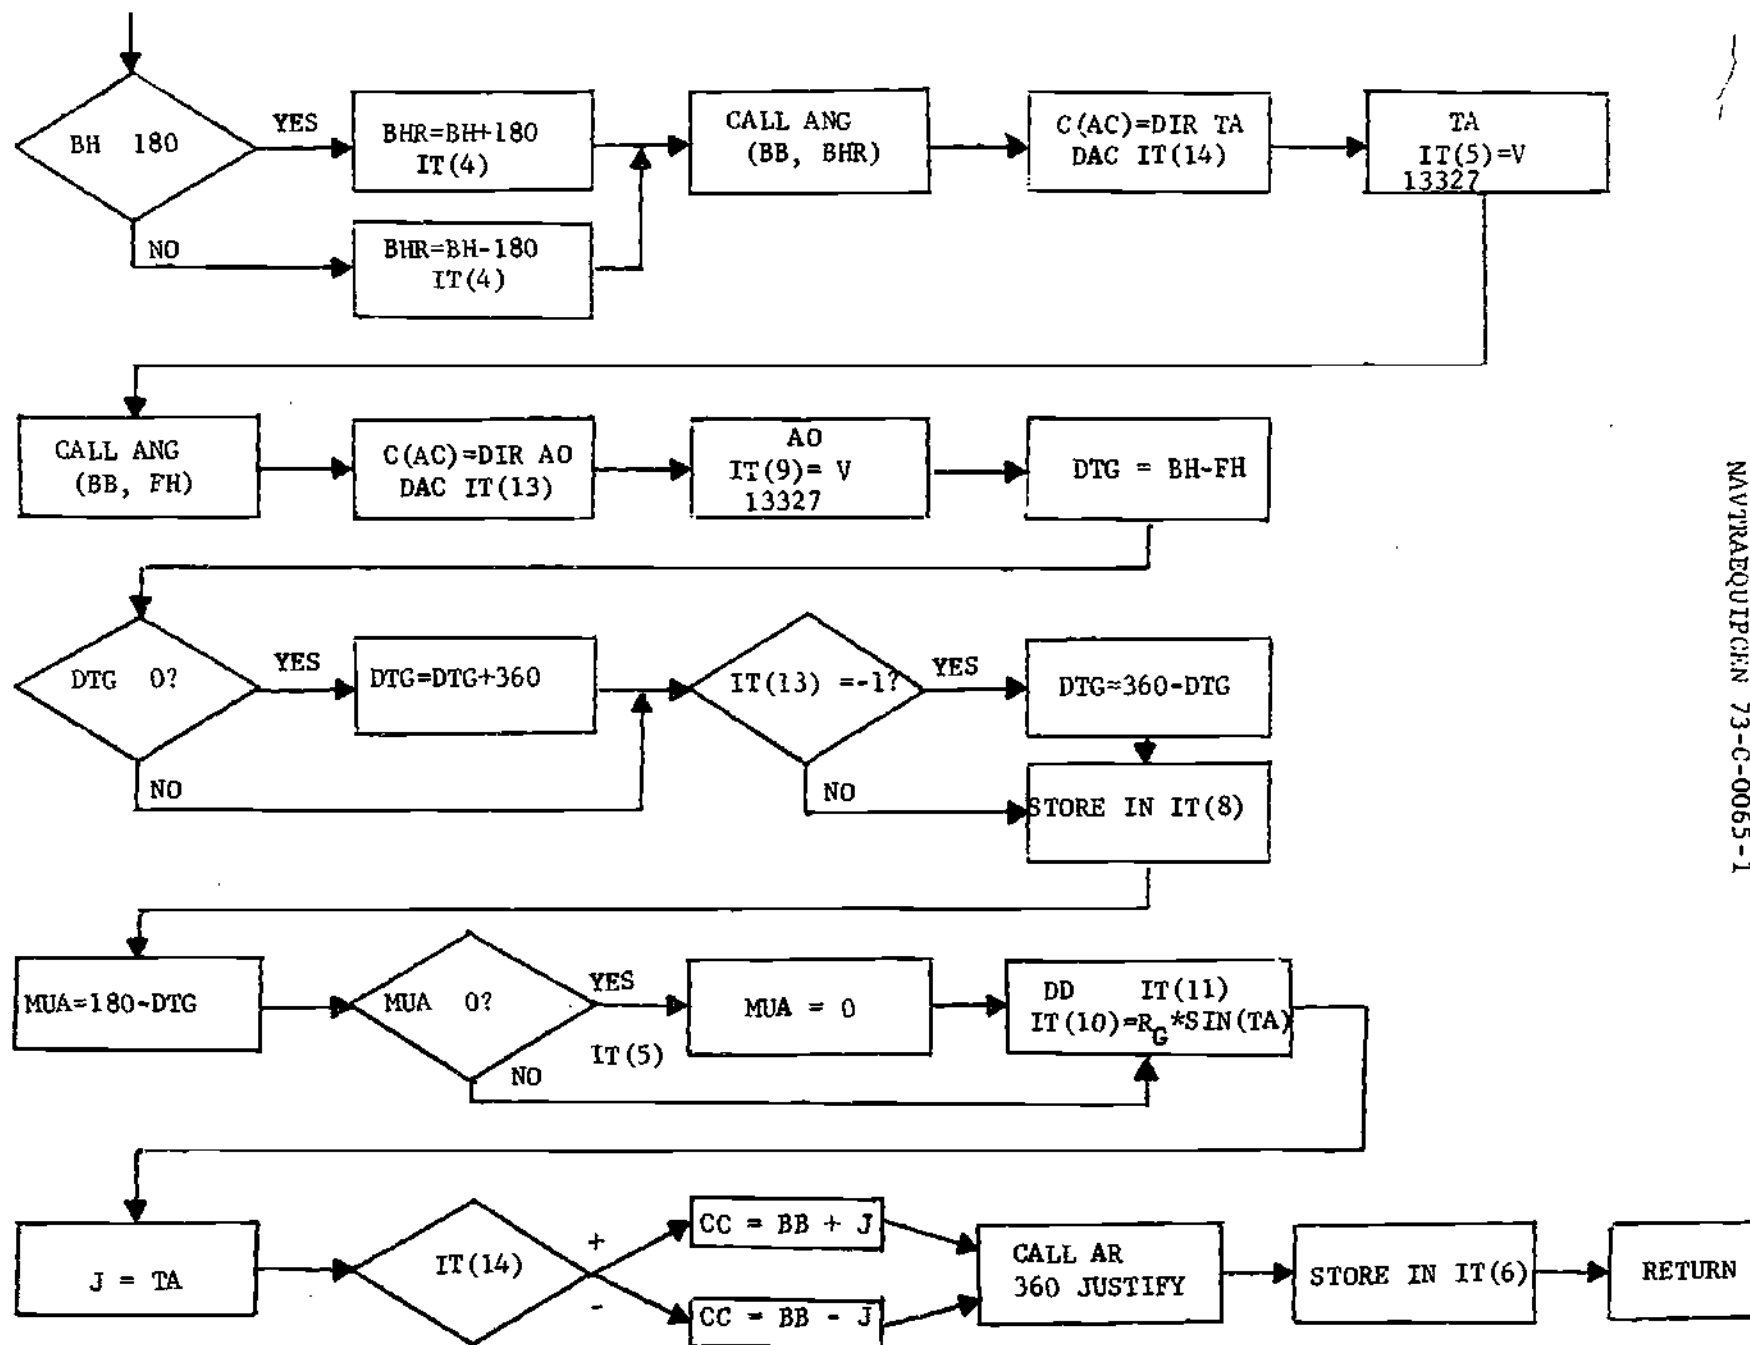 BH 180
YES
BHR=BH+180
IT(4)
CALL ANG
(BB, BHR)
C(AC)=DIR TA
DAC IT(14)
TA
IT(5)=V
13327
NO
BHR=BH-180
IT(4)
CALL ANG
(BB, FH)
C(AC)=DIR AO
DAC IT(13)
AO
IT(9)= V
13327
DTG = BH-FH
DTG 0?
YES
DTG=DTG+360
IT(13) =-1?
YES
DTG=360-DTG
NO
NO
STORE IN IT(8)
MUA=180-DTG
MUA 0?
YES
IT(5)
NO
MUA = 0
DD IT(11)
IT(10)=RG*SIN(TA)
J = TA
IT(14)
+
-
CC = BB + J
CC = BB - J
CALL AR
360 JUSTIFY
STORE IN IT(6)
RETURN
NAVTRAEQUIPCEN 73-C-0065-1